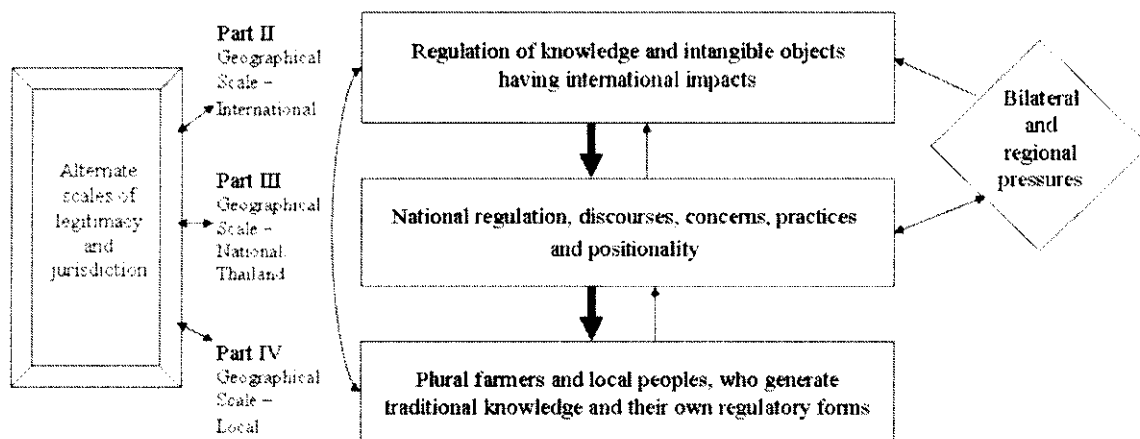 Alternate
scales of
legitimacy
and
jurisdiction
Part II
Geographical
Scale –
International
Part III
Geographical
Scale –
National:
Thailand
Part IV
Geographical
Scale –
Local
Regulation of knowledge and intangible objects
having international impacts
National regulation, discourses, concerns, practices
and positionality
Plural farmers and local peoples, who generate
traditional knowledge and their own regulatory forms
Bilateral
and
regional
pressures